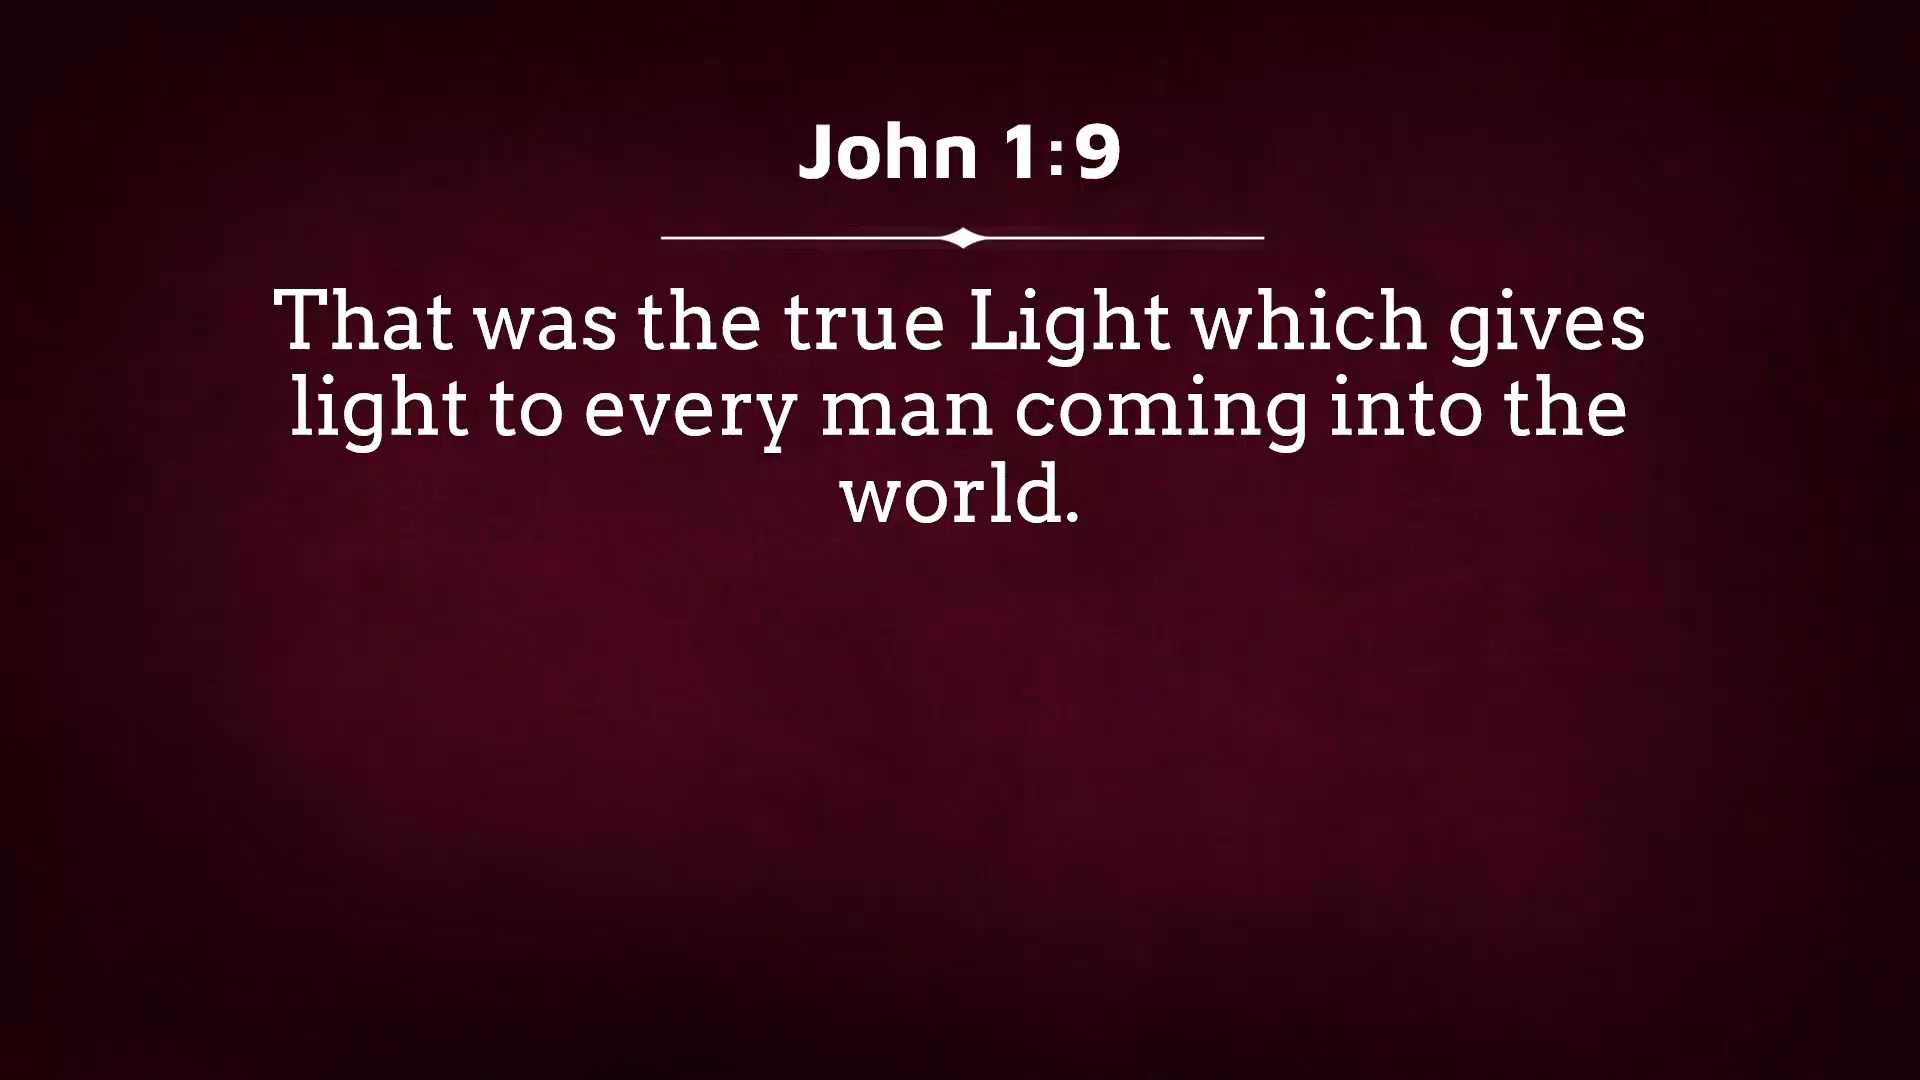 John 1:9
That was the true Light which gives
light to every man coming into the
world.